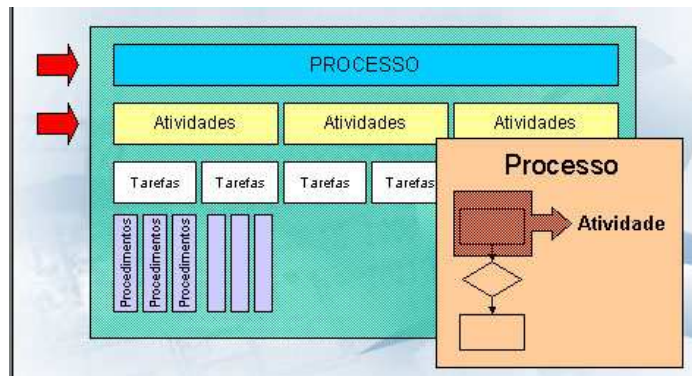 PROCESSO
Atividades Atividades Atividades
Processo
Tarefas Tarefas Tarefas Tarefas
Atividade
Procedimentos
Procedimentos
Procedimentos